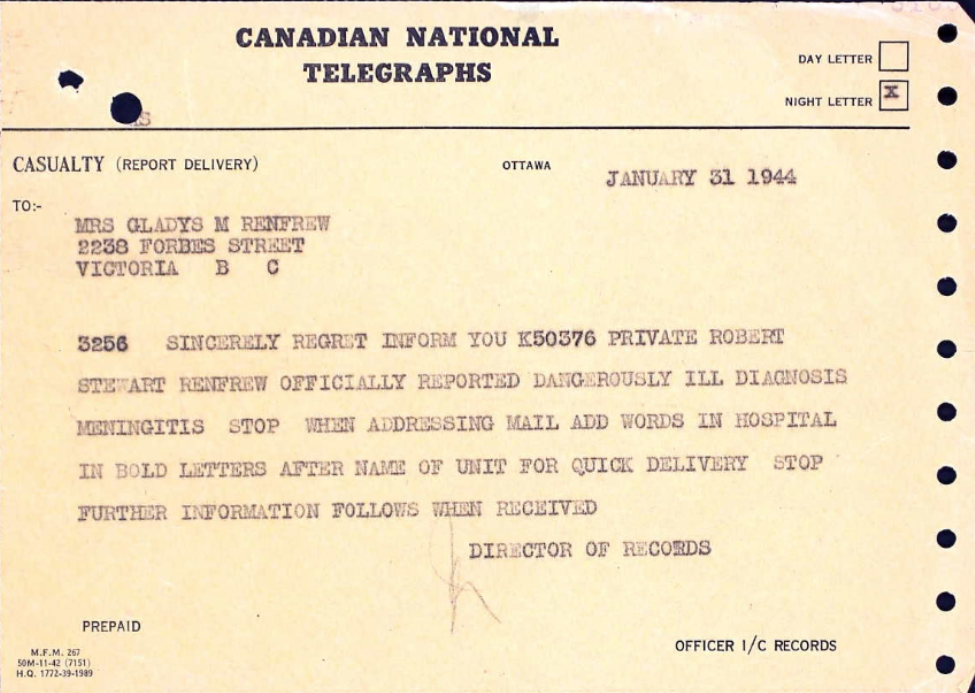 CANADIAN NATIONAL
TELEGRAPHS
DAY LETTER
NIGHT LETTER X
CASUALTY (REPORT DELIVERY) OTTAWA JANUARY 31 1944
TO:-
MRS GLADYS M RENFREW
2238 FORBES STREET
VICTORIA B C
3256 SINCERELY REGRET INFORM YOU K50376 PRIVATE ROBERT
STEWART RENFREW OFFICIALLY REPORTED DANGEROUSLY ILL DIAGNOSIS
MENINGITIS STOP WHEN ADDRESSING MAIL ADD WORDS IN HOSPITAL
IN BOLD LETTERS AFTER NAME OF UNIT FOR QUICK DELIVERY STOP
FURTHER INFORMATION FOLLOWS WHEN RECEIVED
DIRECTOR OF RECORDS
PREPAID
OFFICER I/C RECORDS
M.F.M. 267
50M-11-42 (7151)
H.Q. 1772-39-1989